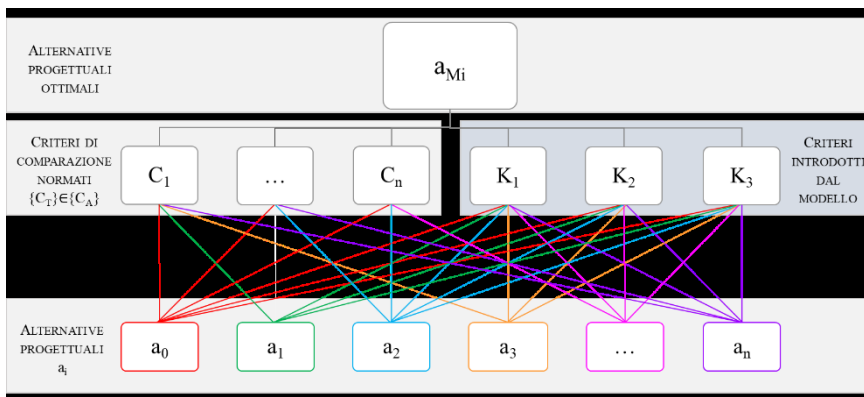 ALTERNATIVE
PROGETTUALI
OTTIMALI
a_Mi
CRITERI DI
COMPARAZIONE
NORMATI
{C_T}∈{C_A}
C_1
…
C_n
K_1
K_2
K_3
CRITERI
INTRODOTTI
DAL
MODELLO
ALTERNATIVE
PROGETTUALI
a_i
a_0
a_1
a_2
a_3
…
a_n